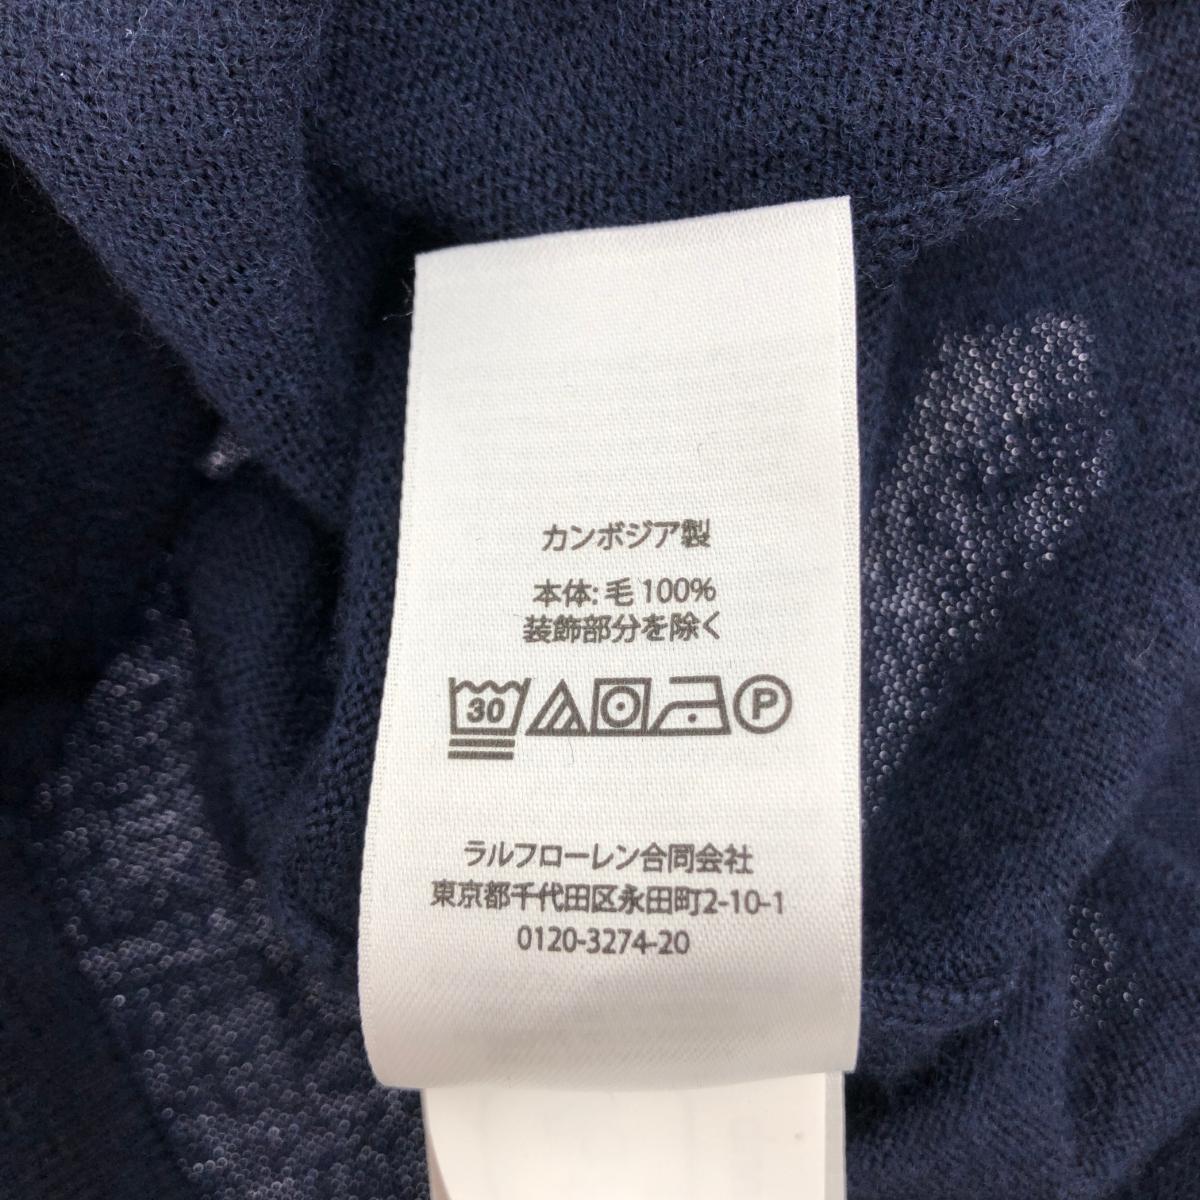 カンボジア製
本体: 毛 100%
装飾部分を除く
30 P
ラルフローレン合同会社
東京都千代田区永田町2-10-1
0120-3274-20